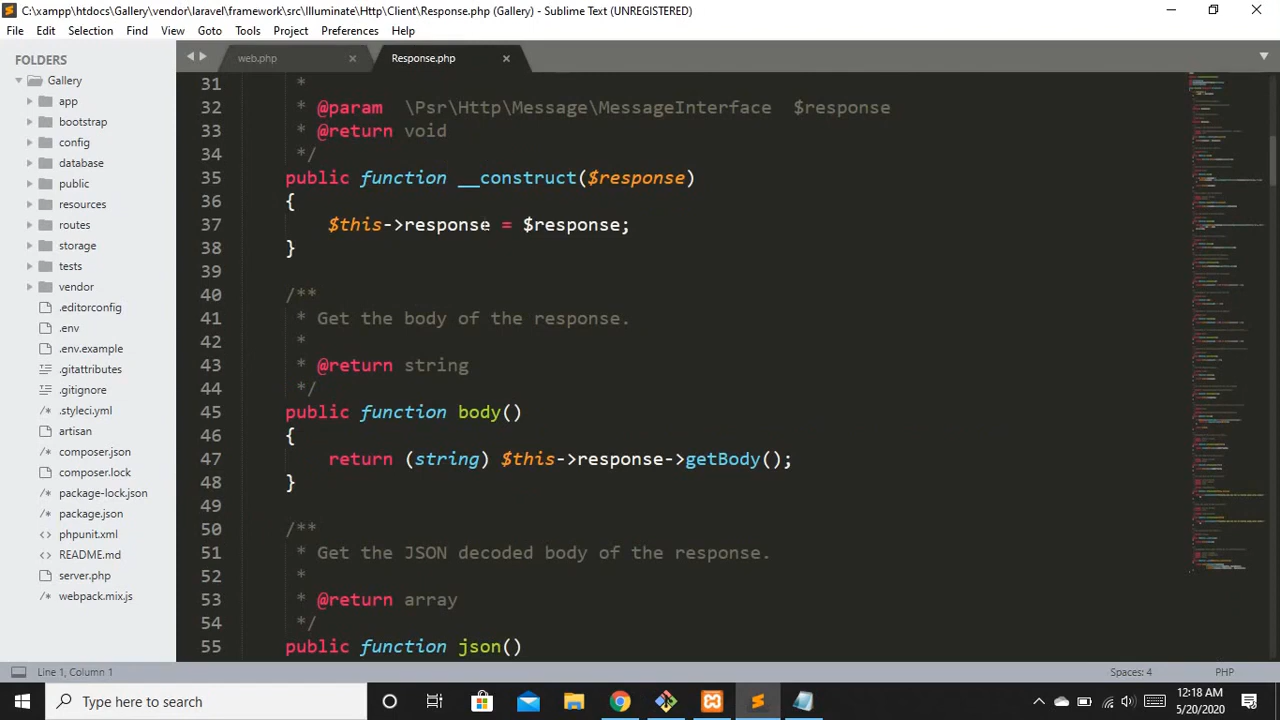 C:\xampp\htdocs\Gallery\vendor\laravel\framework\src\Illuminate\Http\Client\Response.php (Gallery) - Sublime Text (UNREGISTERED)
File Edit Selection Find View Goto Tools Project Preferences Help
FOLDERS
Gallery
app
bootstrap
config
database
public
resources
routes
storage
tests
vendor
.editorconfig
.env
.env.example
.gitattributes
.gitignore
.styleci.yml
artisan
composer.json
composer.lock
package-lock.json
package.json
phpunit.xml
README.md
server.php
webpack.mix.js
web.php Response.php
31 *
32 * @param \Psr\Http\Message\MessageInterface $response
33 * @return void
34 */
35 public function __construct($response)
36 {
37 $this->response = $response;
38 }
39
40 /**
41 * Get the body of the response.
42 *
43 * @return string
44 */
45 public function body()
46 {
47 return (string) $this->response->getBody();
48 }
49
50 /**
51 * Get the JSON decoded body of the response.
52 *
53 * @return array
54 */
55 public function json()
Line 1, Column 1 Spaces: 4 PHP
Type here to search
12:18 AM
5/20/2020